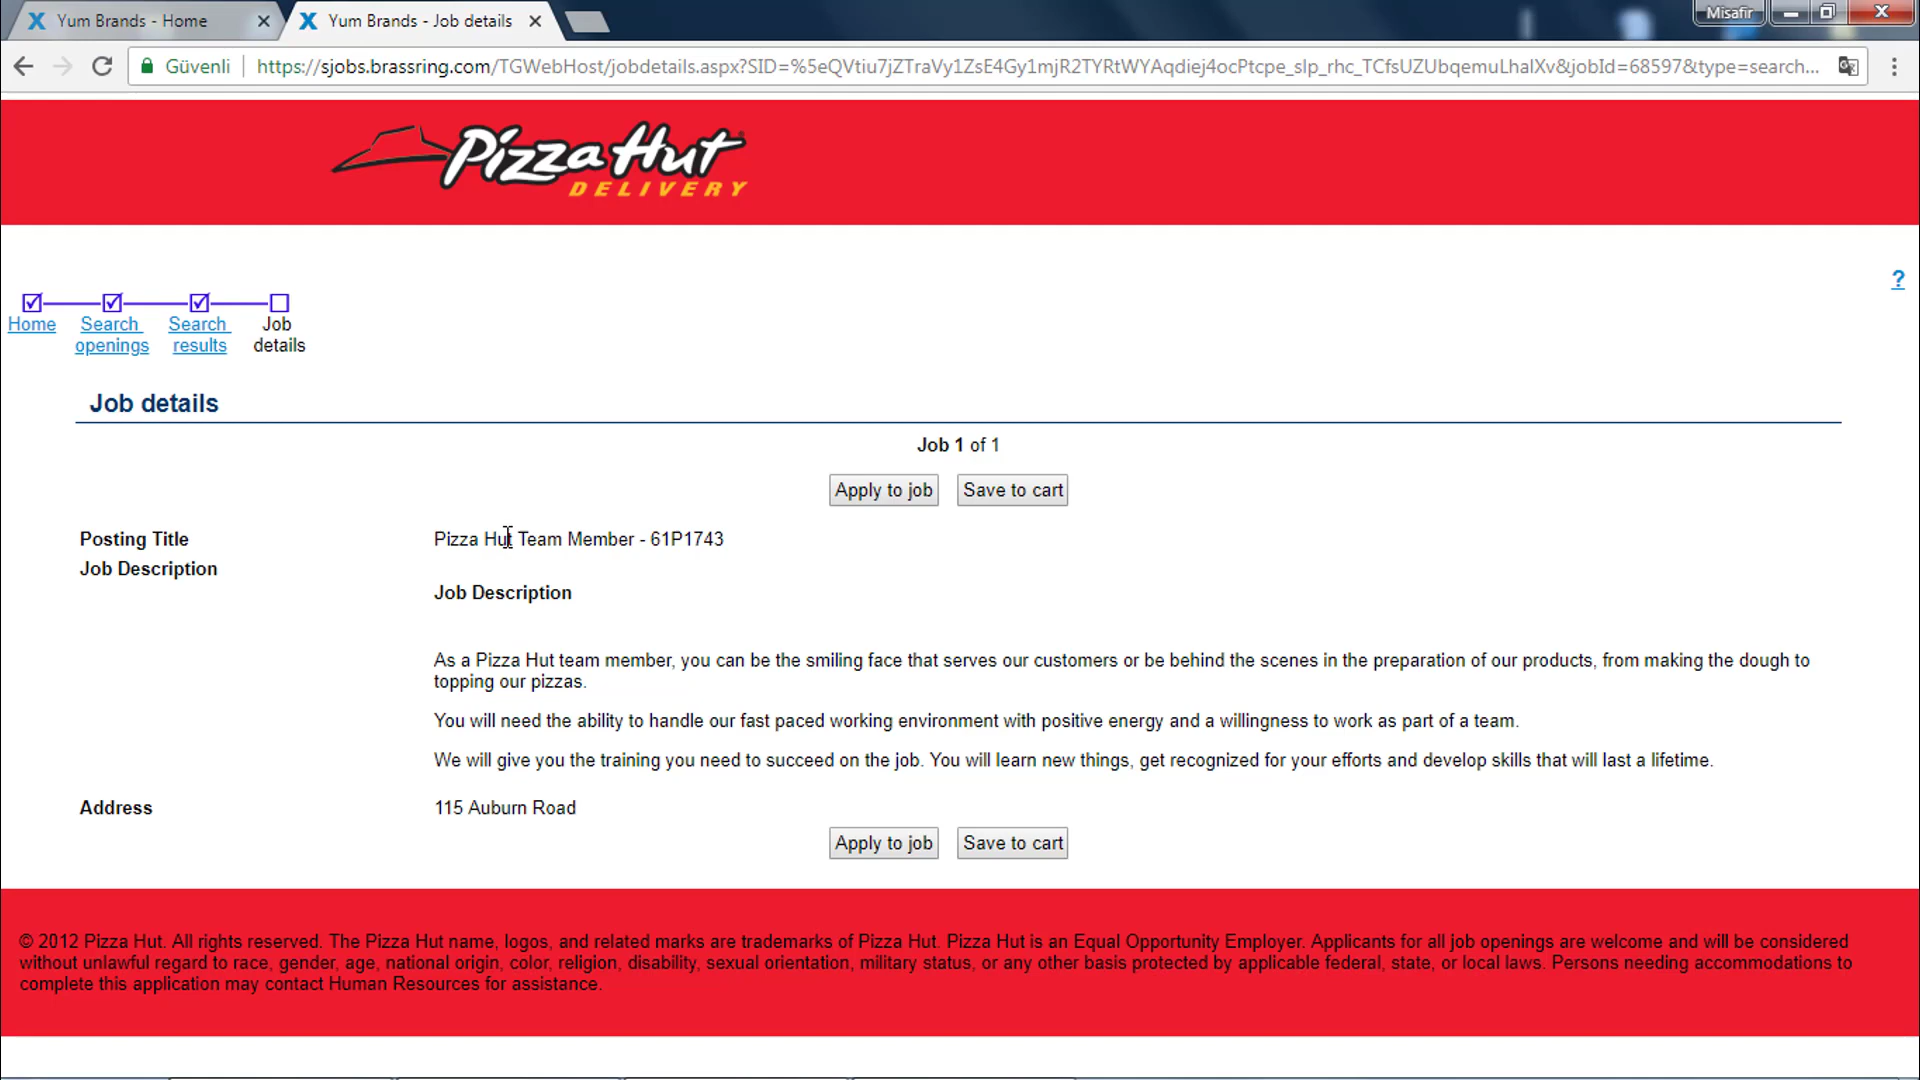 Yum Brands - Home
Yum Brands - Job details
Misafir
Güvenli
https://sjobs.brassring.com/TGWebHost/jobdetails.aspx?SID=%5eQVtiu7jZTraVy1ZsE4Gy1mjR2TYRtWYAqdiej4ocPtcpe_slp_rhc_TCfsUZUbqemuLhalXv&jobId=68597&type=search...
Pizza Hut
DELIVERY
?
Home
Search openings
Search results
Job details
Job details
Job 1 of 1
Apply to job
Save to cart
Posting Title
Pizza Hut Team Member - 61P1743
Job Description
Job Description
As a Pizza Hut team member, you can be the smiling face that serves our customers or be behind the scenes in the preparation of our products, from making the dough to
topping our pizzas.
You will need the ability to handle our fast paced working environment with positive energy and a willingness to work as part of a team.
We will give you the training you need to succeed on the job. You will learn new things, get recognized for your efforts and develop skills that will last a lifetime.
Address
115 Auburn Road
Apply to job
Save to cart
© 2012 Pizza Hut. All rights reserved. The Pizza Hut name, logos, and related marks are trademarks of Pizza Hut. Pizza Hut is an Equal Opportunity Employer. Applicants for all job openings are welcome and will be considered
without unlawful regard to race, gender, age, national origin, color, religion, disability, sexual orientation, military status, or any other basis protected by applicable federal, state, or local laws. Persons needing accommodations to
complete this application may contact Human Resources for assistance.